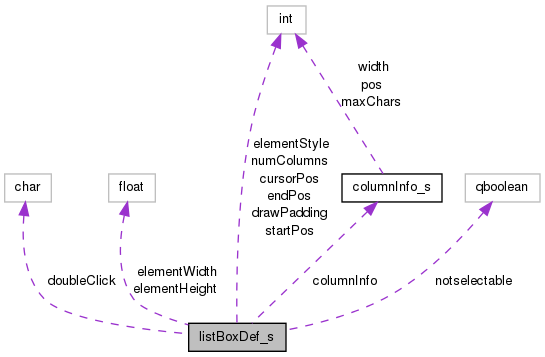 int
width
pos
maxChars
elementStyle
numColumns
cursorPos
endPos
drawPadding
startPos
char
float
columnInfo_s
qboolean
doubleClick
elementWidth
elementHeight
columnInfo
notselectable
listBoxDef_s